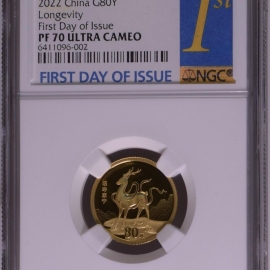 2022 China G80Y
Longevity
First Day of Issue
PF 70 ULTRA CAMEO
6411096-002
1st
FIRST DAY OF ISSUE
NGC
80